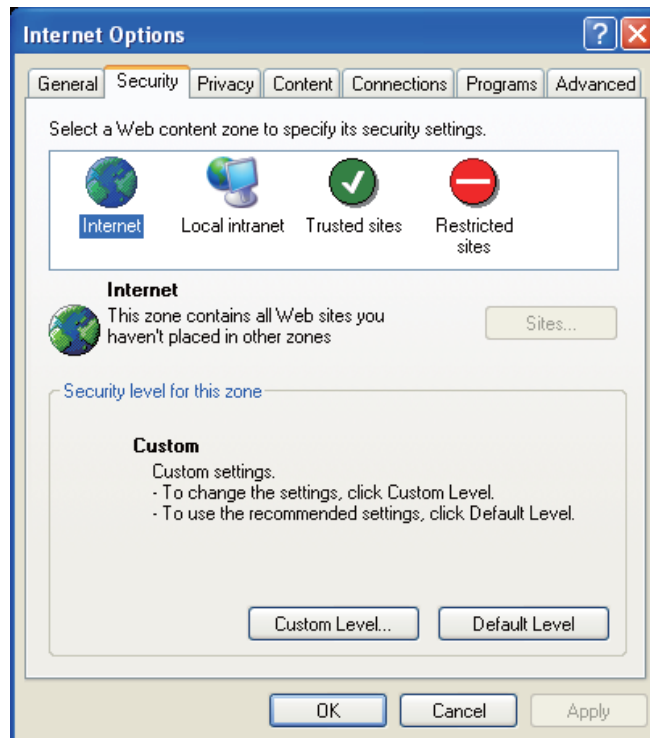 Internet Options
General Security Privacy Content Connections Programs Advanced
Select a Web content zone to specify its security settings.
Internet Local intranet Trusted sites Restricted
sites
Internet
This zone contains all Web sites you
haven't placed in other zones
Sites...
Security level for this zone
Custom
Custom settings.
- To change the settings, click Custom Level.
- To use the recommended settings, click Default Level.
Custom Level... Default Level
OK Cancel Apply